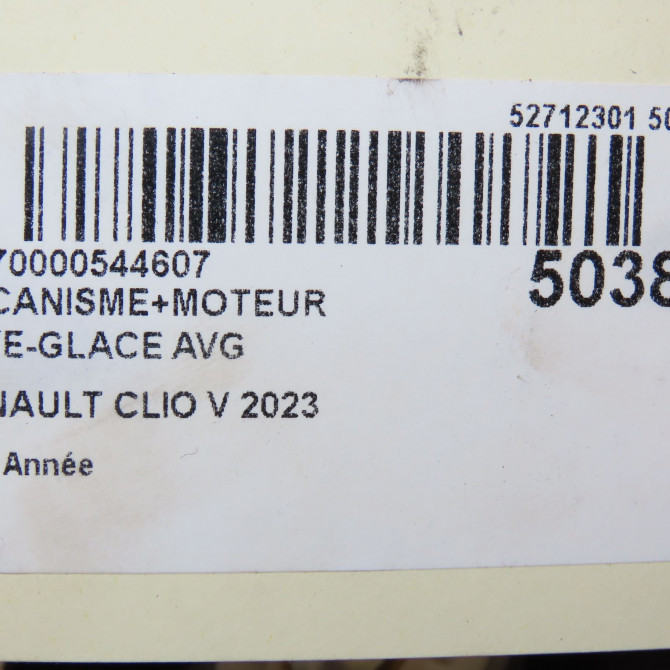 52712301 50
70000544607
5038
CANISME+MOTEUR
E-GLACE AVG
NAULT CLIO V 2023
Année